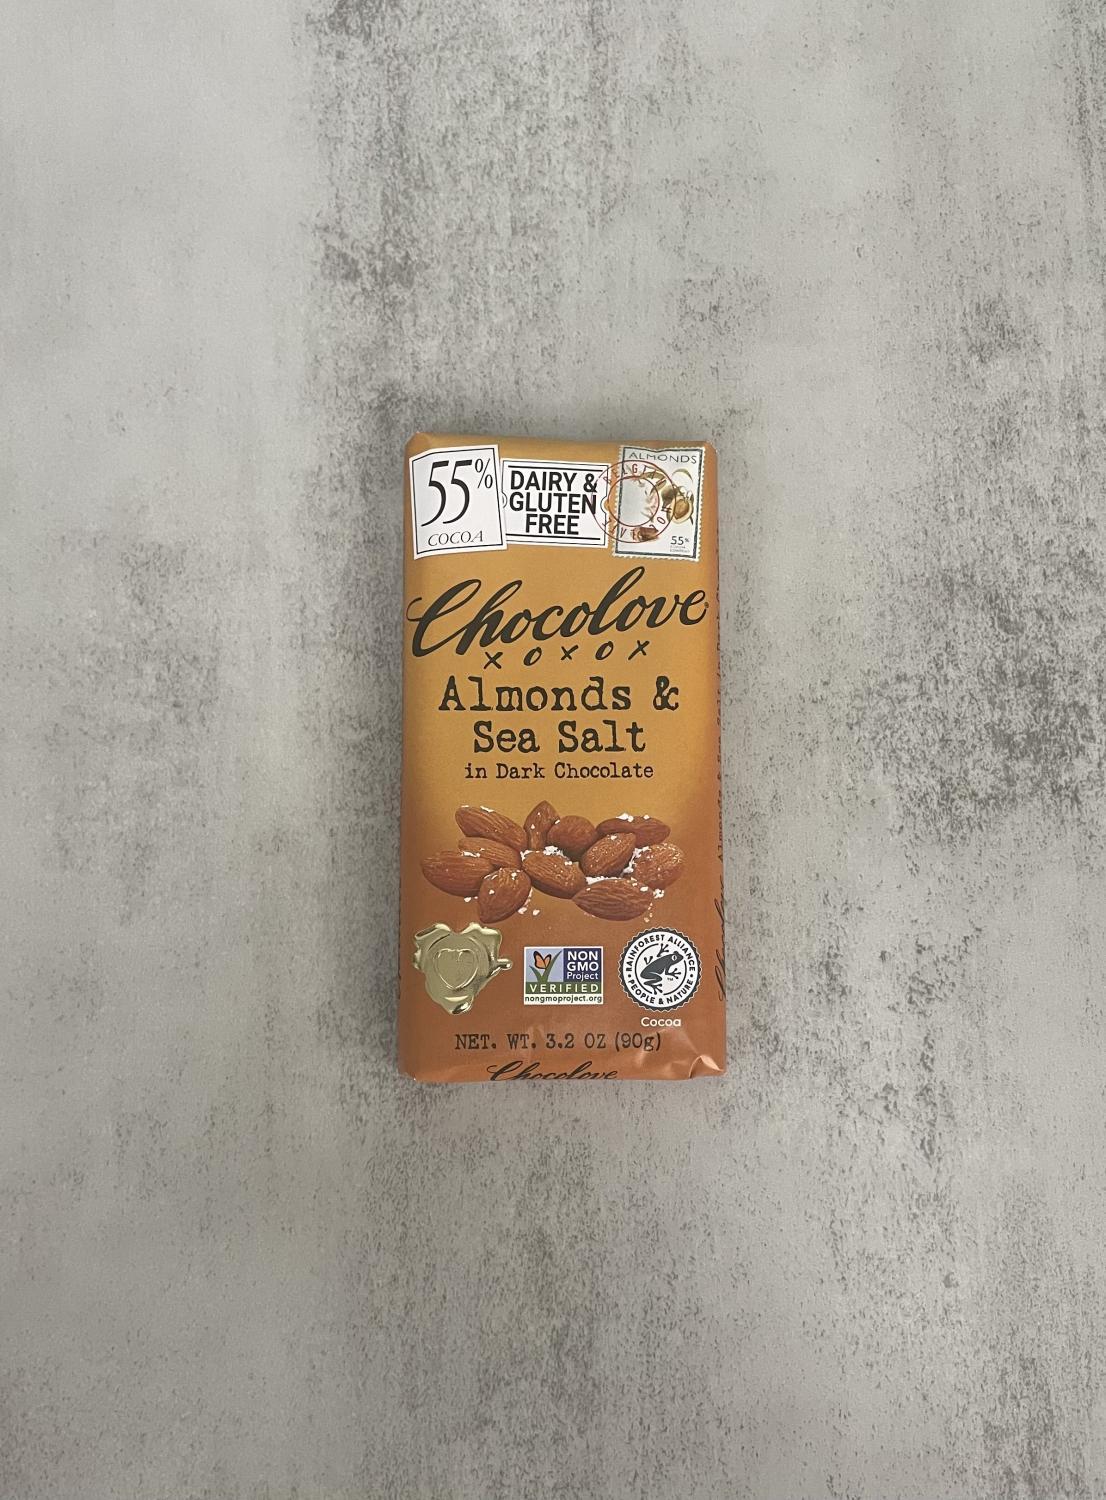 55%
COCOA
DAIRY &
GLUTEN
FREE
ALMONDS
55%
Chocolove
XOXOX
Almonds &
Sea Salt
in Dark Chocolate
NON
GMO
Project
VERIFIED
nongmoproject.org
RAINFOREST ALLIANCE
PEOPLE & NATURE
Cocoa
NET. WT. 3.2 OZ (90g)
Chocolove